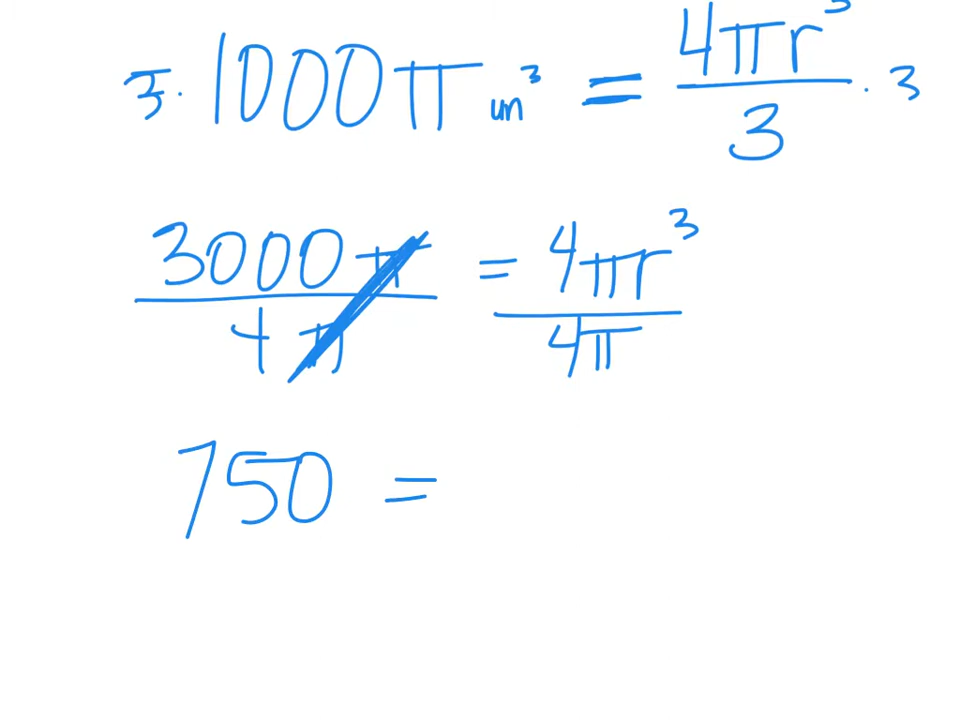 3 · 1000π un³ = 4πr³/3 · 3
3000π/4π = 4πr³/4π
750 =